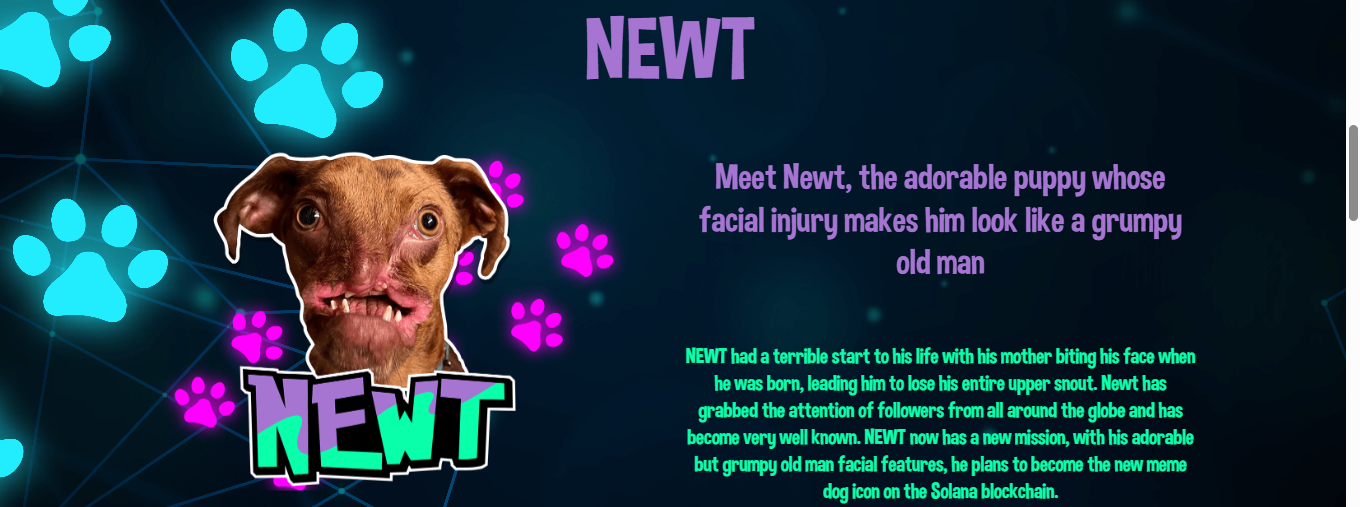 NEWT
Meet Newt, the adorable puppy whose
facial injury makes him look like a grumpy
old man
NEWT
NEWT had a terrible start to his life with his mother biting his face when
he was born, leading him to lose his entire upper snout. Newt has
grabbed the attention of followers from all around the globe and has
become very well known. NEWT now has a new mission, with his adorable
but grumpy old man facial features, he plans to become the new meme
dog icon on the Solana blockchain.